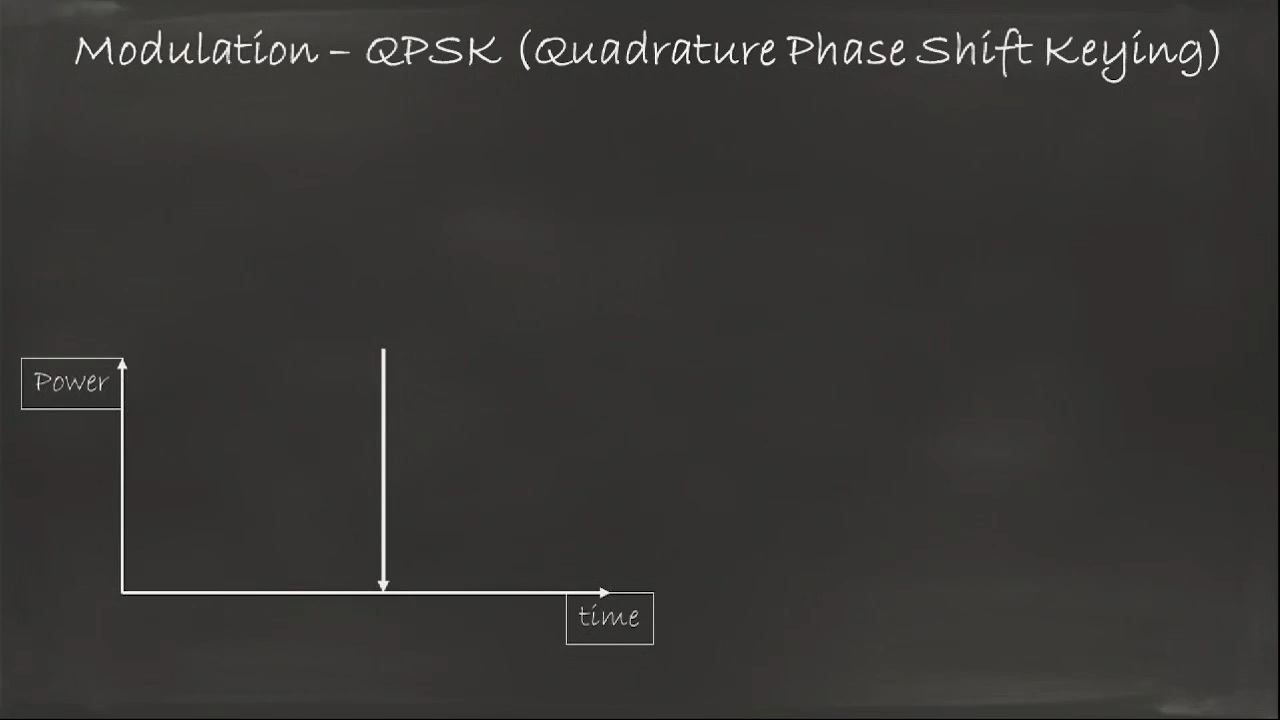 Modulation – QPSK (Quadrature Phase Shift Keying)
Power
time